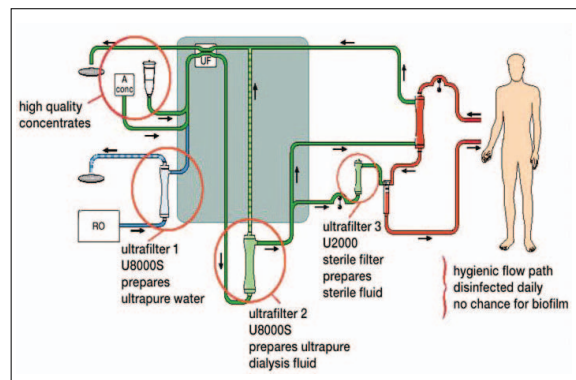 UF
A
conc
high quality
concentrates
RO
ultrafilter 1
U8000S
prepares
ultrapure water
ultrafilter 2
U8000S
prepares ultrapure
dialysis fluid
ultrafilter 3
U2000
sterile filter
prepares
sterile fluid
hygienic flow path
disinfected daily
no chance for biofilm